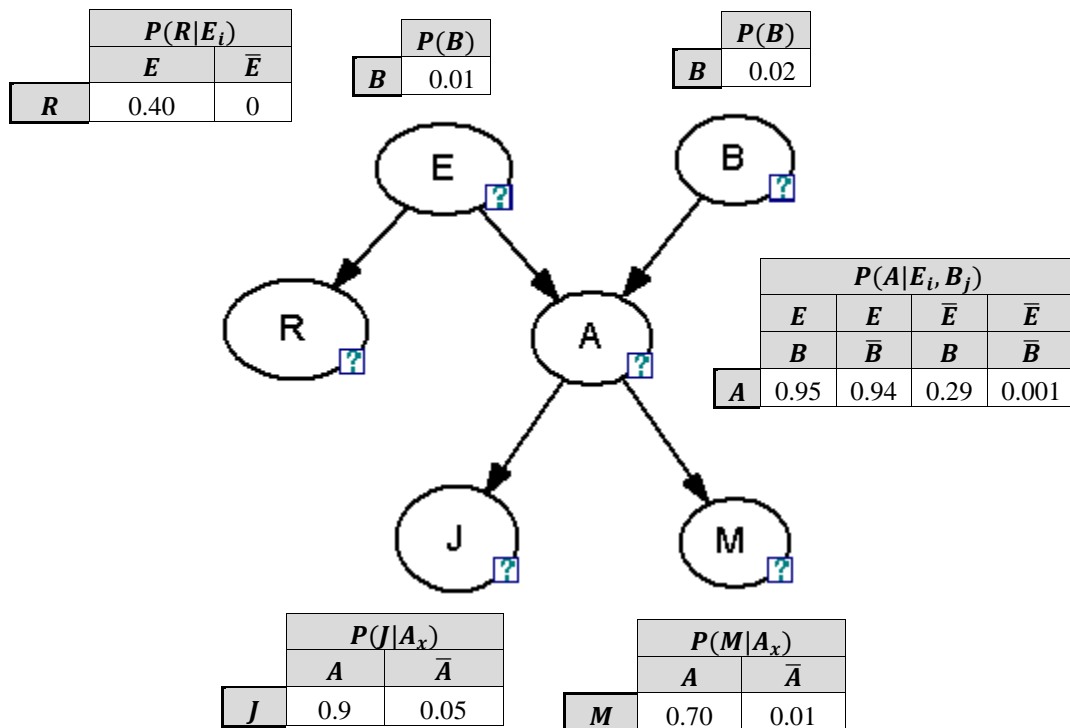 P(R|E_i)
E E̅
R 0.40 0
P(B)
B 0.01
P(B)
B 0.02
E ?
B ?
R ?
A ?
P(A|E_i, B_j)
E E E̅ E̅
B B̅ B B̅
A 0.95 0.94 0.29 0.001
J ?
M ?
P(J|A_x)
A A̅
J 0.9 0.05
P(M|A_x)
A A̅
M 0.70 0.01